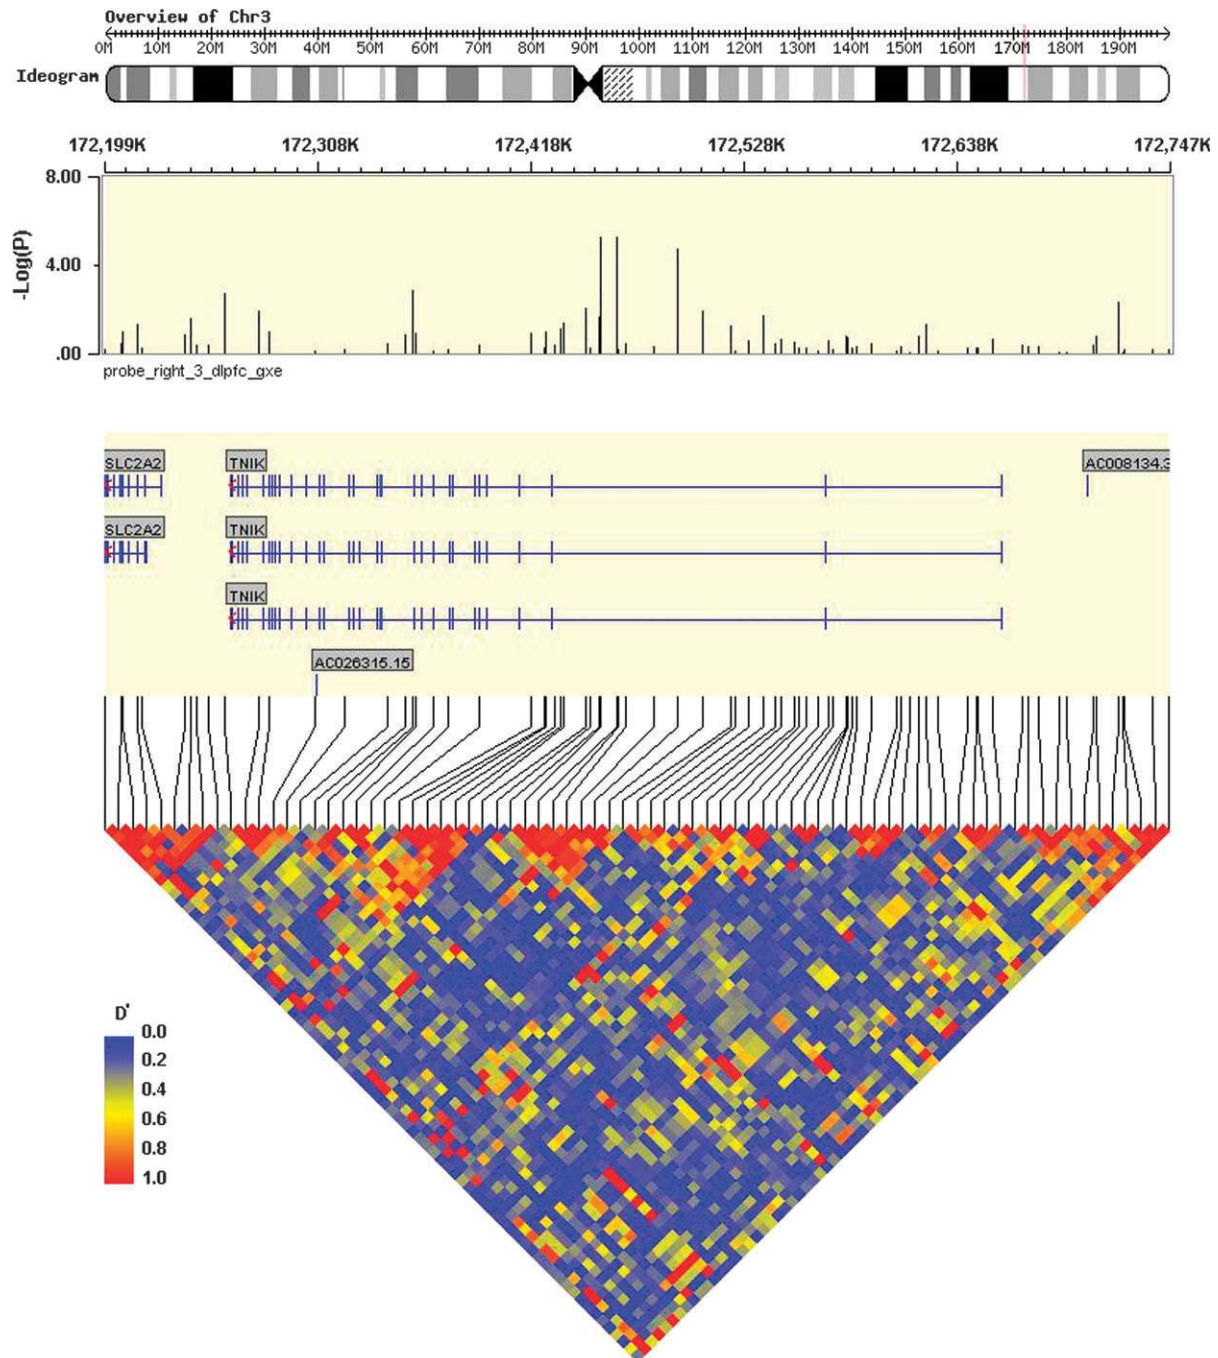 Overview of Chr3
0M 10M 20M 30M 40M 50M 60M 70M 80M 90M 100M 110M 120M 130M 140M 150M 160M 170M 180M 190M
Ideogram
172,199K 172,308K 172,418K 172,528K 172,638K 172,747K
8.00
4.00
.00
-Log(P)
probe_right_3_dlpfc_gxe
SLC2A2 TNIK AC008134.3
SLC2A2 TNIK
TNIK
AC026315.15
D'
0.0
0.2
0.4
0.6
0.8
1.0